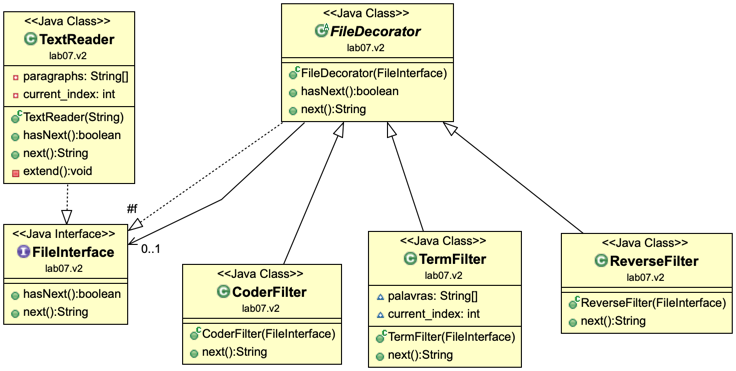 <<Java Class>>
TextReader
lab07.v2
paragraphs: String[]
current_index: int
TextReader(String)
hasNext():boolean
next():String
extend():void
<<Java Class>>
FileDecorator
lab07.v2
FileDecorator(FileInterface)
hasNext():boolean
next():String
#f
0..1
<<Java Interface>>
FileInterface
lab07.v2
hasNext():boolean
next():String
<<Java Class>>
CoderFilter
lab07.v2
CoderFilter(FileInterface)
next():String
<<Java Class>>
TermFilter
lab07.v2
palavras: String[]
current_index: int
TermFilter(FileInterface)
next():String
<<Java Class>>
ReverseFilter
lab07.v2
ReverseFilter(FileInterface)
next():String